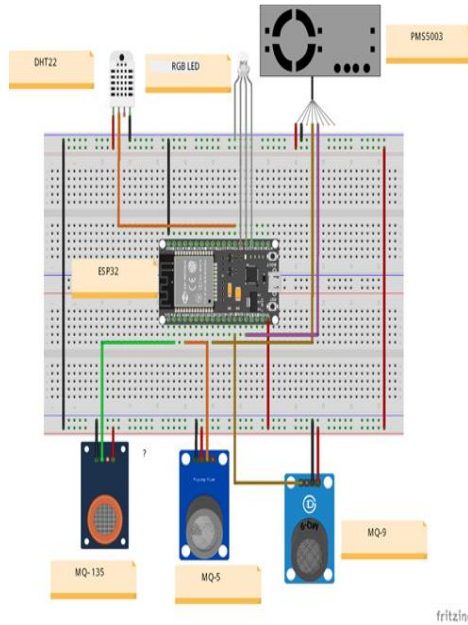 PMS5003
DHT22
RGB LED
ESP32
?
MQ-9
MQ-135
MQ-5
fritzing